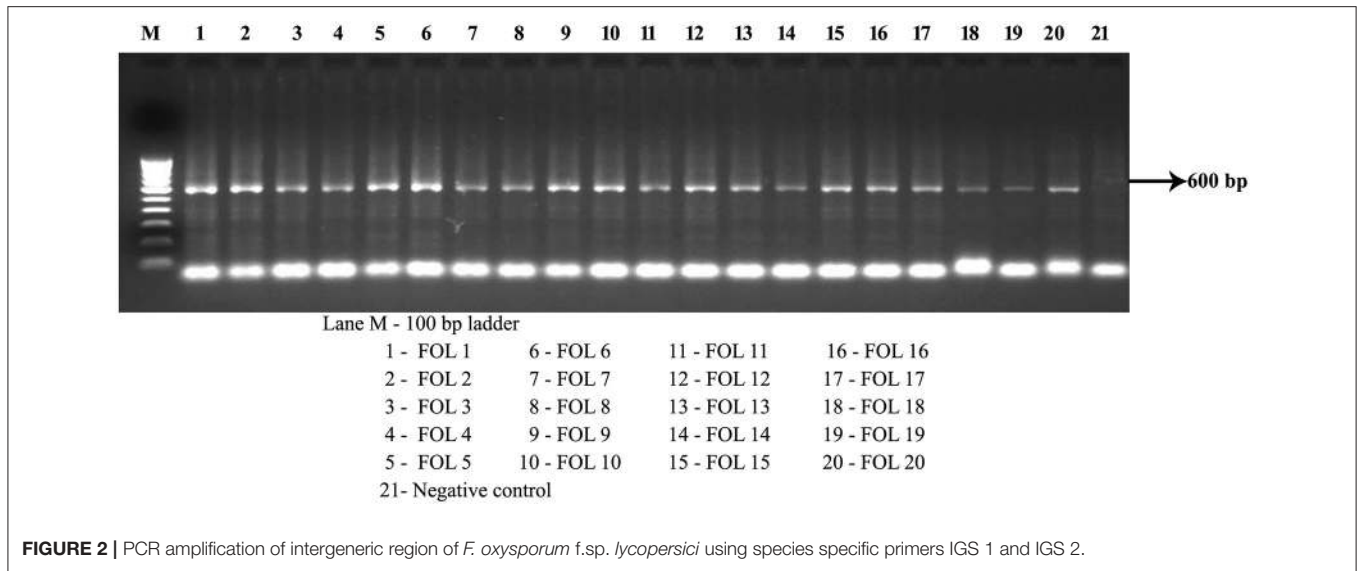 M 1 2 3 4 5 6 7 8 9 10 11 12 13 14 15 16 17 18 19 20 21
600 bp
Lane M - 100 bp ladder
1 - FOL 1 6 - FOL 6 11 - FOL 11 16 - FOL 16
2 - FOL 2 7 - FOL 7 12 - FOL 12 17 - FOL 17
3 - FOL 3 8 - FOL 8 13 - FOL 13 18 - FOL 18
4 - FOL 4 9 - FOL 9 14 - FOL 14 19 - FOL 19
5 - FOL 5 10 - FOL 10 15 - FOL 15 20 - FOL 20
21- Negative control
FIGURE 2 | PCR amplification of intergeneric region of F. oxysporum f.sp. lycopersici using species specific primers IGS 1 and IGS 2.